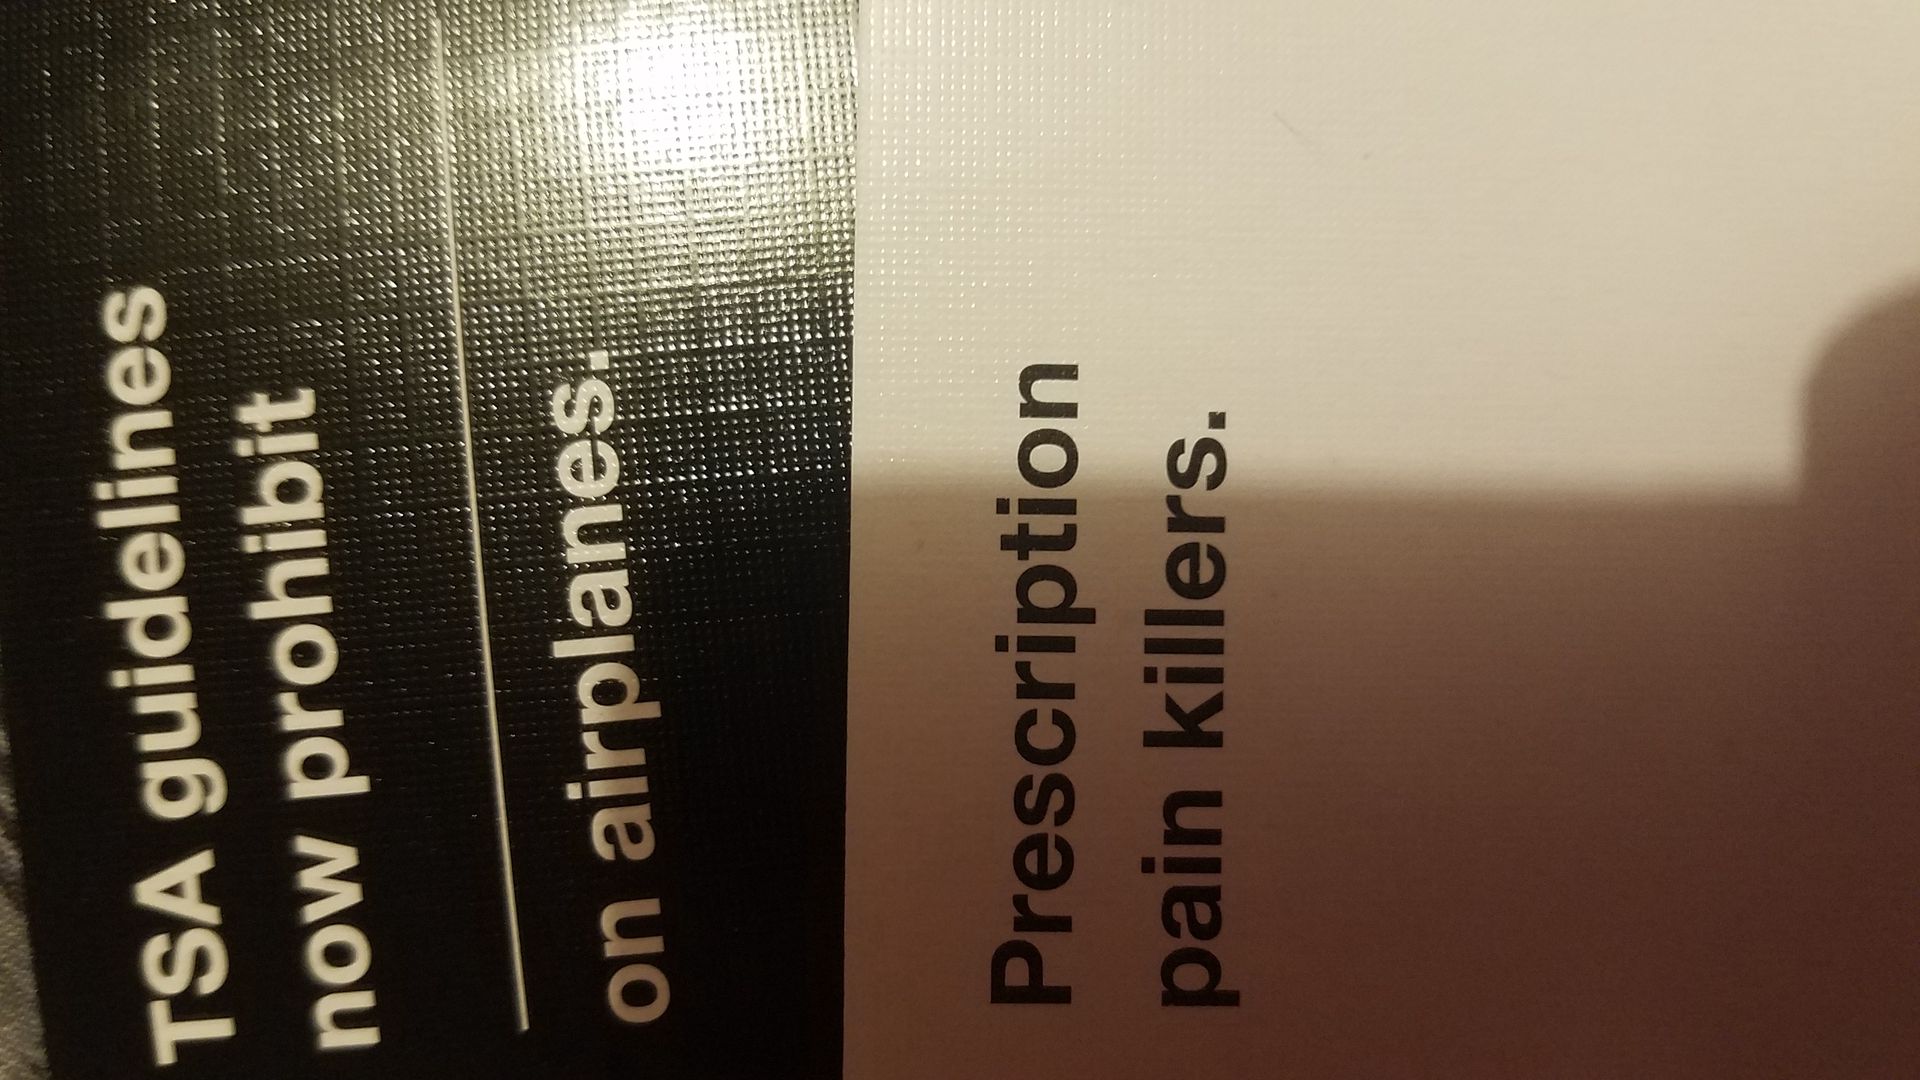 TSA guidelines
now prohibit
on airplanes.
Prescription
pain killers.